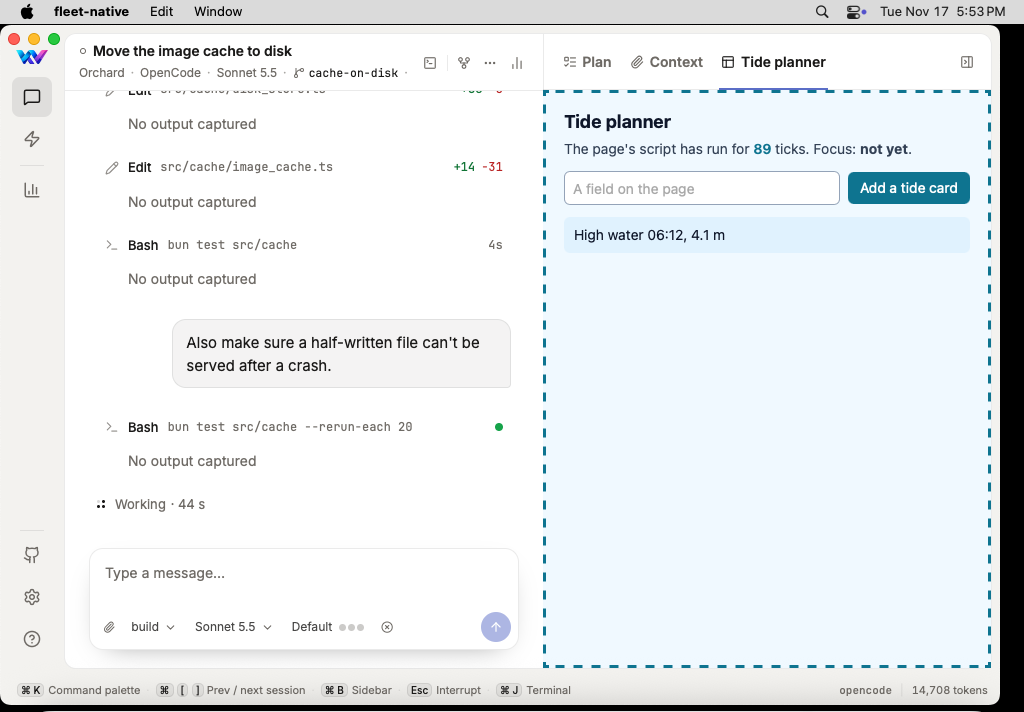 fleet-native Edit Window Tue Nov 17 5:53 PM
Move the image cache to disk
Orchard · OpenCode · Sonnet 5.5 · cache-on-disk ·
Plan Context Tide planner
Edit src/cache/disk_store.ts
No output captured
Edit src/cache/image_cache.ts +14 -31
No output captured
Bash bun test src/cache 4s
No output captured
Also make sure a half-written file can't be
served after a crash.
Bash bun test src/cache --rerun-each 20
No output captured
Working · 44 s
Type a message...
build Sonnet 5.5 Default
Tide planner
The page's script has run for 89 ticks. Focus: not yet.
A field on the page Add a tide card
High water 06:12, 4.1 m
⌘ K Command palette · ⌘ [ ] Prev / next session · ⌘ B Sidebar · Esc Interrupt · ⌘ J Terminal opencode 14,708 tokens